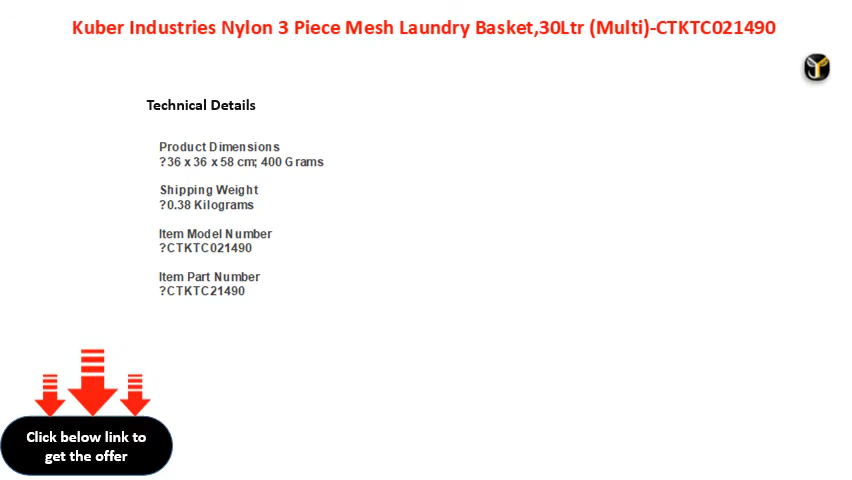 Kuber Industries Nylon 3 Piece Mesh Laundry Basket,30Ltr (Multi)-CTKTC021490
Technical Details
Product Dimensions
?36 x 36 x 58 cm; 400 Grams
Shipping Weight
?0.38 Kilograms
Item Model Number
?CTKTC021490
Item Part Number
?CTKTC21490
Click below link to
get the offer